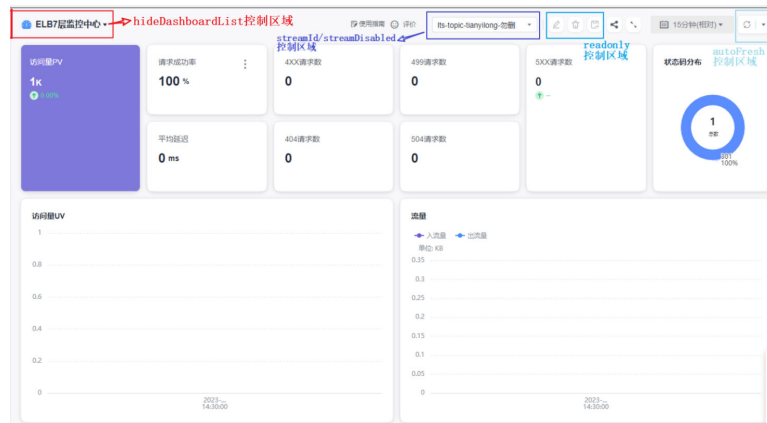 ELB7层监控中心
hideDashboardList控制区域
使用指南
评价
lts-topic-tianyilong-勿删
15分钟(相对)
streamId/streamDisabled
控制区域
readonly
控制区域
autoFresh
控制区域
访问量PV
1K
0.00%
请求成功率
100 %
4XX请求数
0
499请求数
0
5XX请求数
0
--
状态码分布
1
总数
301
100%
平均延迟
0 ms
404请求数
0
504请求数
0
访问量UV
1
0.8
0.6
0.4
0.2
0
2023-...
14:30:00
流量
入流量
出流量
单位: KB
0.35
0.3
0.25
0.2
0.15
0.1
0.05
0
2023-...
14:30:00